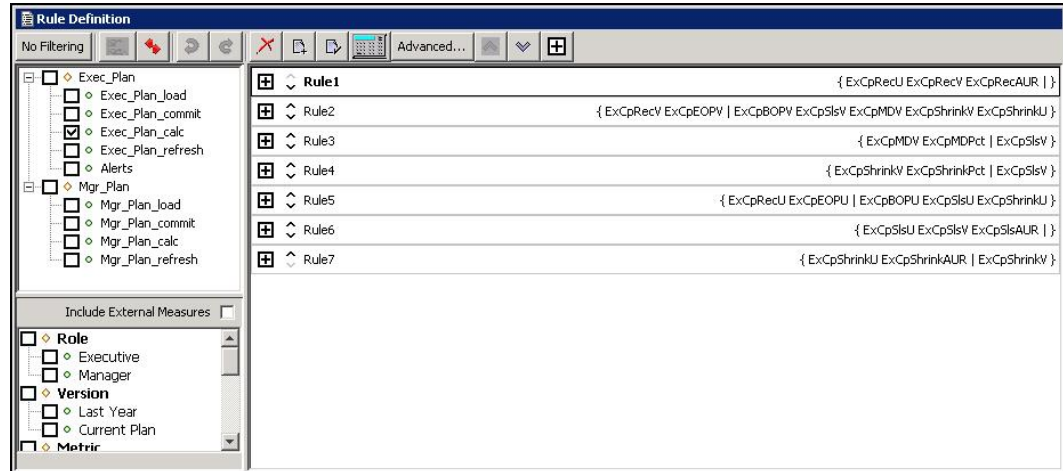 Rule Definition
No Filtering
Advanced...
Exec_Plan
Exec_Plan_load
Exec_Plan_commit
Exec_Plan_calc
Exec_Plan_refresh
Alerts
Mgr_Plan
Mgr_Plan_load
Mgr_Plan_commit
Mgr_Plan_calc
Mgr_Plan_refresh
Include External Measures
Role
Executive
Manager
Version
Last Year
Current Plan
Metric
Rule1 { ExCpRecU ExCpRecV ExCpRecAUR | }
Rule2 { ExCpRecV ExCpEOPV | ExCpBOPV ExCpSlsV ExCpMDV ExCpShrinkV ExCpShrinkU }
Rule3 { ExCpMDV ExCpMDPct | ExCpSlsV }
Rule4 { ExCpShrinkV ExCpShrinkPct | ExCpSlsV }
Rule5 { ExCpRecU ExCpEOPU | ExCpBOPU ExCpSlsU ExCpShrinkU }
Rule6 { ExCpSlsU ExCpSlsV ExCpSlsAUR | }
Rule7 { ExCpShrinkU ExCpShrinkAUR | ExCpShrinkV }